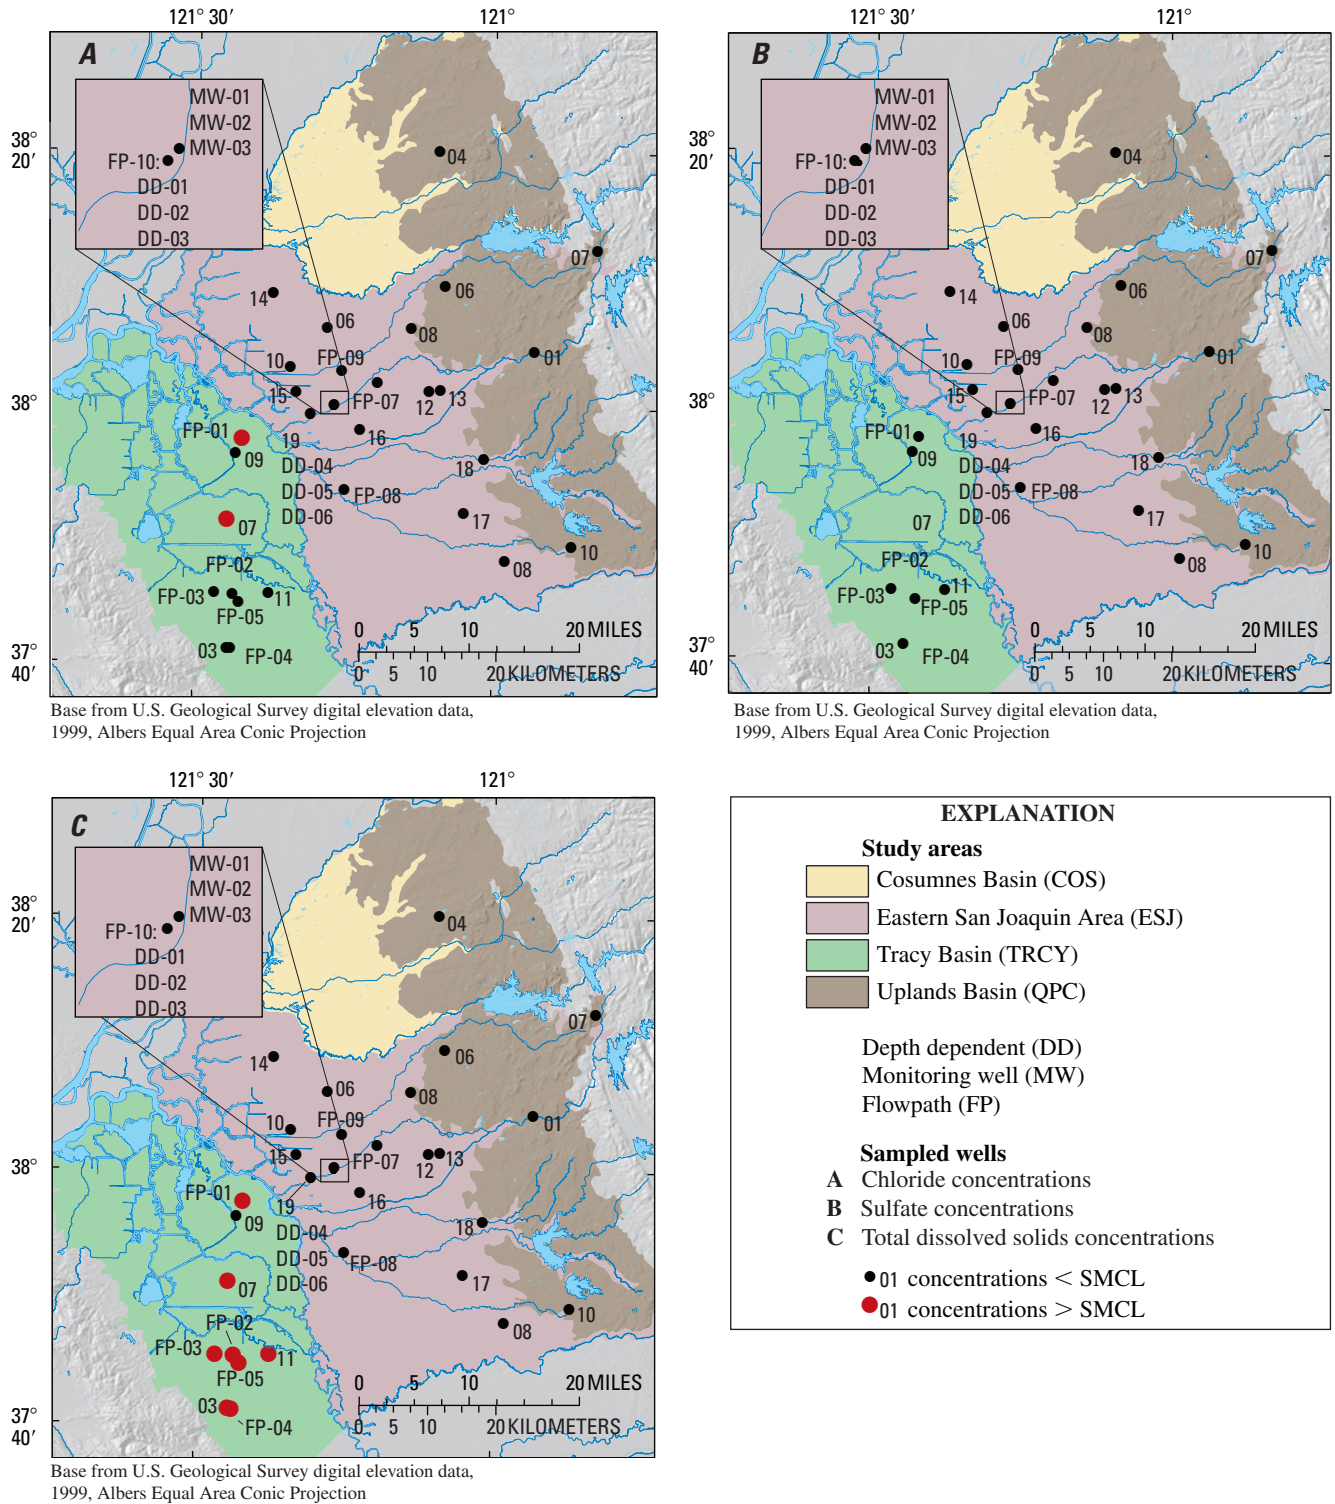 121° 30′
121°
A
MW-01
MW-02
MW-03
FP-10:
DD-01
DD-02
DD-03
38°
20′
04
07
06
14
06
08
FP-09
10
01
15
FP-07
12
13
38°
FP-01
19
16
09
DD-04
18
DD-05
FP-08
DD-06
07
17
FP-02
10
08
FP-03
11
FP-05
0 5 10 20 MILES
03
FP-04
0 5 10 20 KILOMETERS
37°
40′
Base from U.S. Geological Survey digital elevation data,
1999, Albers Equal Area Conic Projection
121° 30′
121°
B
MW-01
MW-02
MW-03
FP-10:
DD-01
DD-02
DD-03
38°
20′
04
07
06
14
06
08
FP-09
10
01
15
FP-07
12
13
38°
FP-01
19
16
09
DD-04
18
DD-05
FP-08
DD-06
07
17
FP-02
10
08
FP-03
11
FP-05
0 5 10 20 MILES
03
FP-04
0 5 10 20 KILOMETERS
37°
40′
Base from U.S. Geological Survey digital elevation data,
1999, Albers Equal Area Conic Projection
121° 30′
121°
C
MW-01
MW-02
MW-03
FP-10:
DD-01
DD-02
DD-03
38°
20′
04
07
06
14
06
08
FP-09
10
01
15
FP-07
12
13
38°
FP-01
19
16
09
DD-04
18
DD-05
FP-08
DD-06
07
17
FP-02
10
08
FP-03
11
FP-05
0 5 10 20 MILES
03
FP-04
0 5 10 20 KILOMETERS
37°
40′
Base from U.S. Geological Survey digital elevation data,
1999, Albers Equal Area Conic Projection
EXPLANATION
Study areas
Cosumnes Basin (COS)
Eastern San Joaquin Area (ESJ)
Tracy Basin (TRCY)
Uplands Basin (QPC)
Depth dependent (DD)
Monitoring well (MW)
Flowpath (FP)
Sampled wells
A Chloride concentrations
B Sulfate concentrations
C Total dissolved solids concentrations
01 concentrations < SMCL
01 concentrations > SMCL